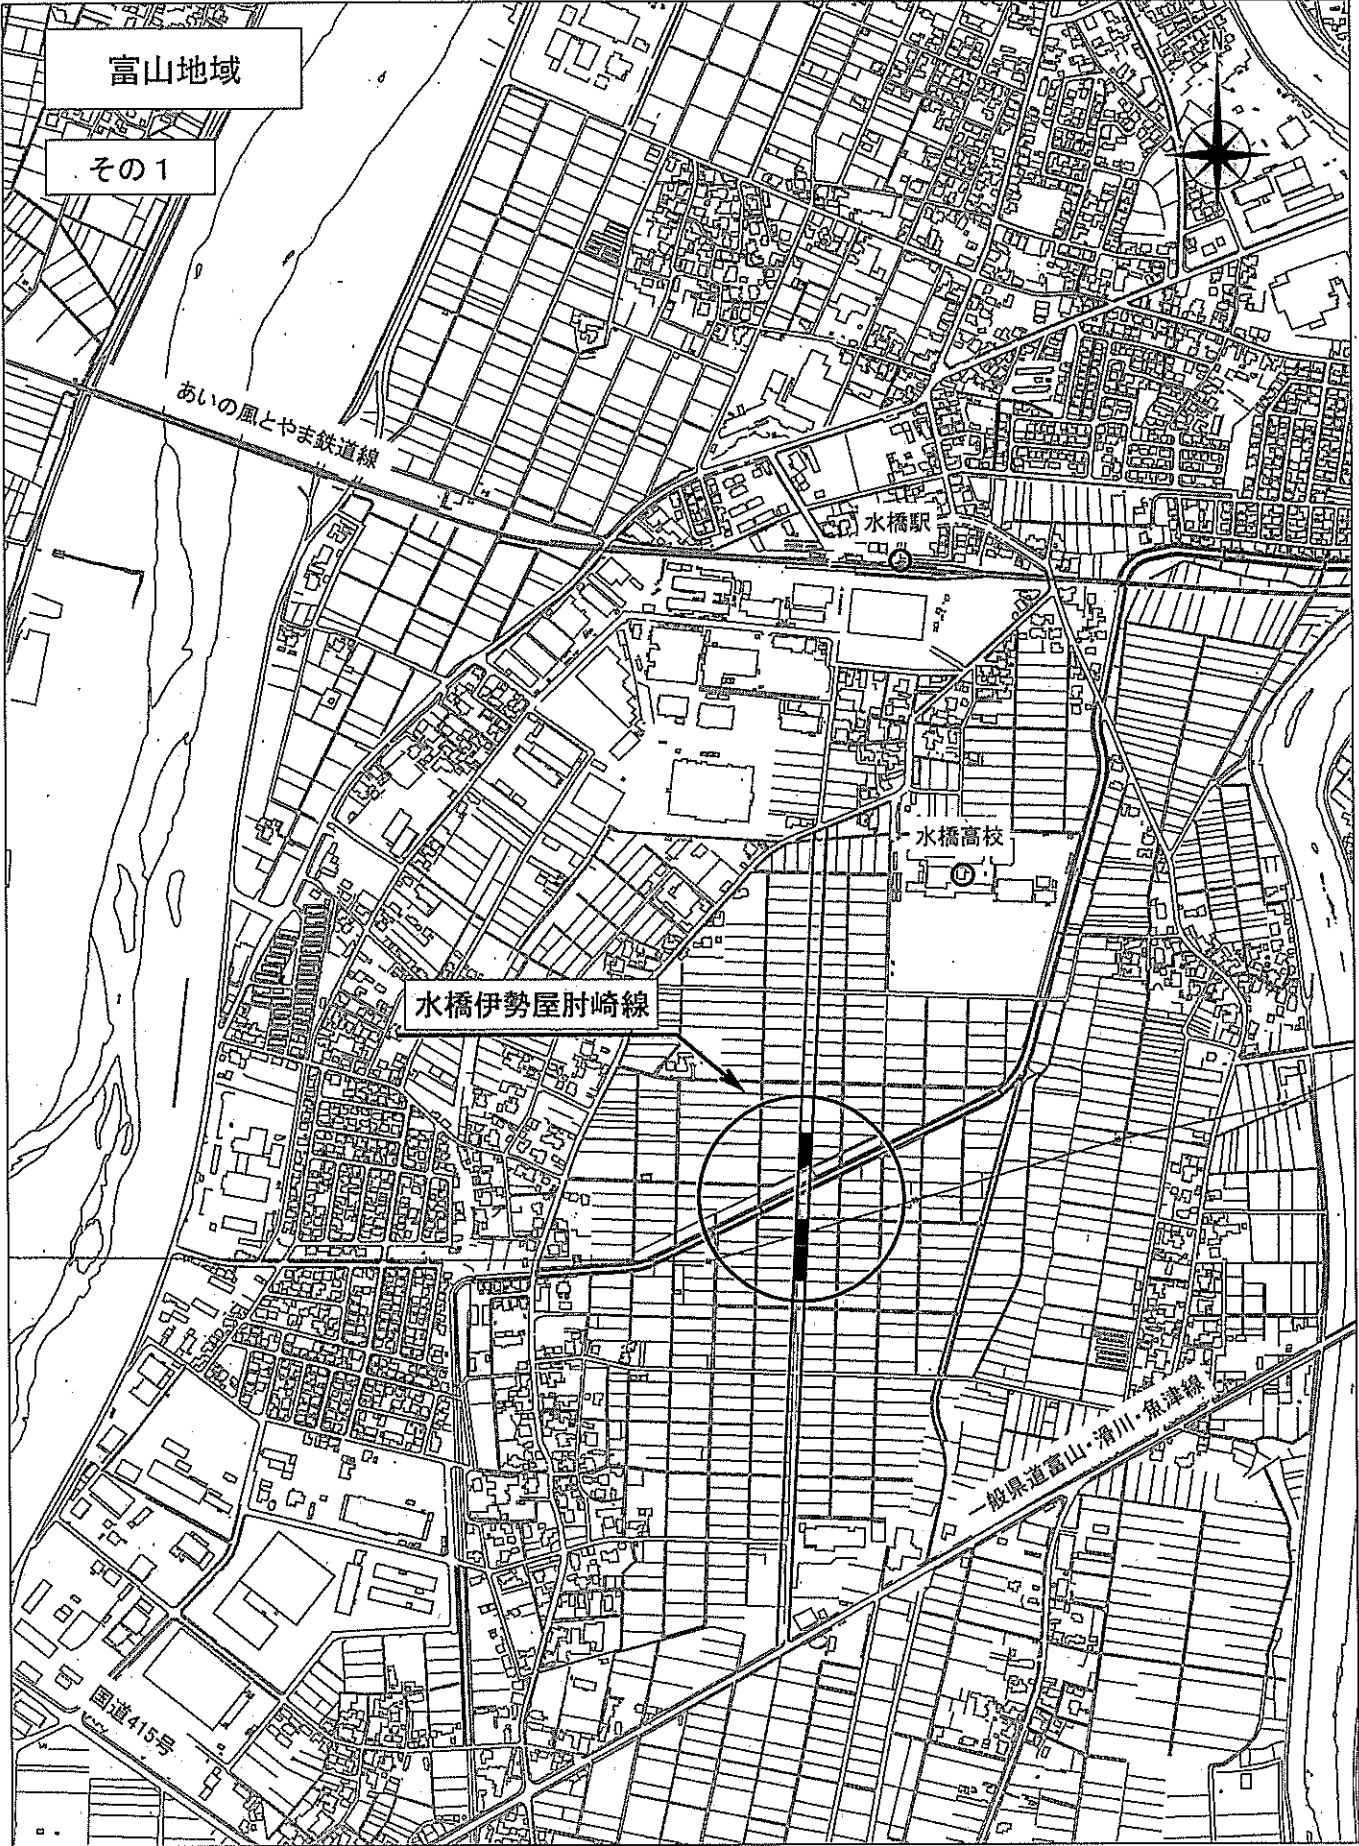 富山地域
その1
N
あいの風とやま鉄道線
水橋駅
水橋高校
水橋伊勢屋肘崎線
一般県道富山・滑川・魚津線
国道415号